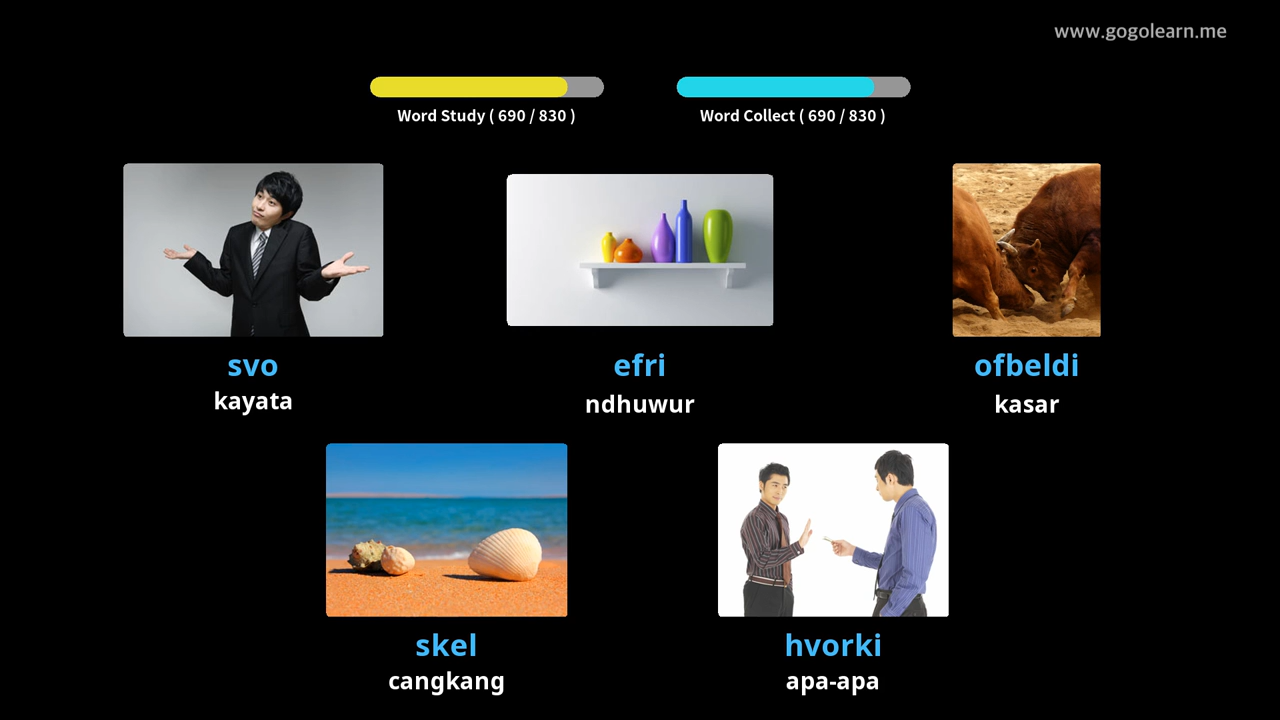 www.gogolearn.me
Word Study ( 690 / 830 )
Word Collect ( 690 / 830 )
svo
kayata
efri
ndhuwur
ofbeldi
kasar
skel
cangkang
hvorki
apa-apa